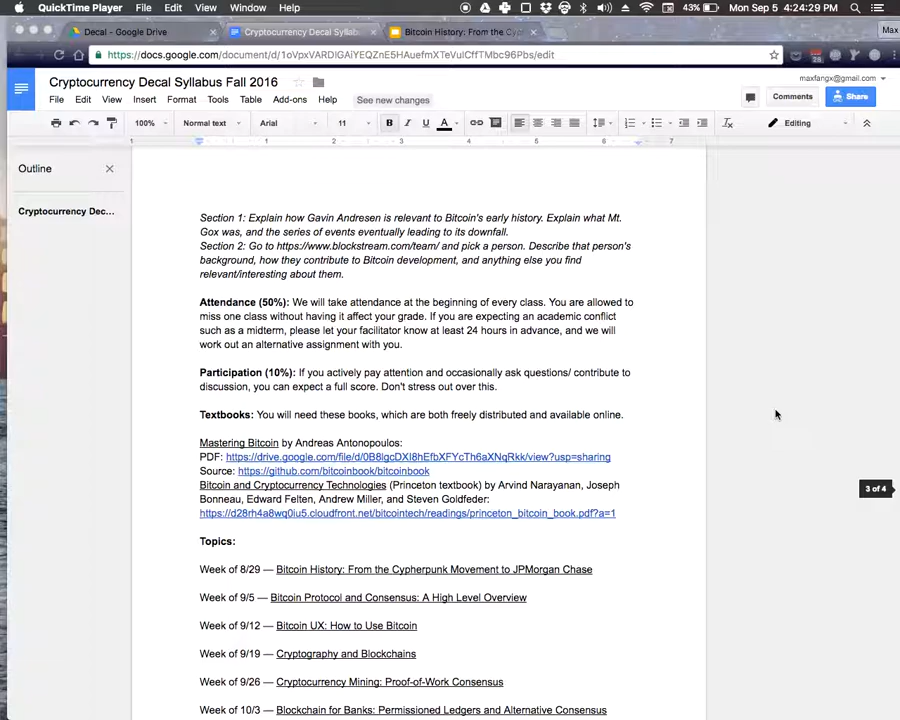 QuickTime Player File Edit View Window Help 43% Mon Sep 5 4:24:29 PM
Decal - Google Drive Cryptocurrency Decal Syllabus Bitcoin History: From the Cy Max
https://docs.google.com/document/d/1oVpxVARDlGAiYEQZnE5HAuefmXTeVulCffTMbc96Pbs/edit
Cryptocurrency Decal Syllabus Fall 2016
maxfangx@gmail.com
File Edit View Insert Format Tools Table Add-ons Help See new changes
Comments Share
100% Normal text Arial 11 B I U A Editing
1 1 2 3 4 5 6 7
Outline
Cryptocurrency Dec...
Section 1: Explain how Gavin Andresen is relevant to Bitcoin's early history. Explain what Mt.
Gox was, and the series of events eventually leading to its downfall.
Section 2: Go to https://www.blockstream.com/team/ and pick a person. Describe that person's
background, how they contribute to Bitcoin development, and anything else you find
relevant/interesting about them.
Attendance (50%): We will take attendance at the beginning of every class. You are allowed to
miss one class without having it affect your grade. If you are expecting an academic conflict
such as a midterm, please let your facilitator know at least 24 hours in advance, and we will
work out an alternative assignment with you.
Participation (10%): If you actively pay attention and occasionally ask questions/ contribute to
discussion, you can expect a full score. Don't stress out over this.
Textbooks: You will need these books, which are both freely distributed and available online.
Mastering Bitcoin by Andreas Antonopoulos:
PDF: https://drive.google.com/file/d/0B8lgcDXI8hEfbXFYcTh6aXNqRkk/view?usp=sharing
Source: https://github.com/bitcoinbook/bitcoinbook
Bitcoin and Cryptocurrency Technologies (Princeton textbook) by Arvind Narayanan, Joseph
Bonneau, Edward Felten, Andrew Miller, and Steven Goldfeder:
https://d28rh4a8wq0iu5.cloudfront.net/bitcointech/readings/princeton_bitcoin_book.pdf?a=1
3 of 4
Topics:
Week of 8/29 — Bitcoin History: From the Cypherpunk Movement to JPMorgan Chase
Week of 9/5 — Bitcoin Protocol and Consensus: A High Level Overview
Week of 9/12 — Bitcoin UX: How to Use Bitcoin
Week of 9/19 — Cryptography and Blockchains
Week of 9/26 — Cryptocurrency Mining: Proof-of-Work Consensus
Week of 10/3 — Blockchain for Banks: Permissioned Ledgers and Alternative Consensus